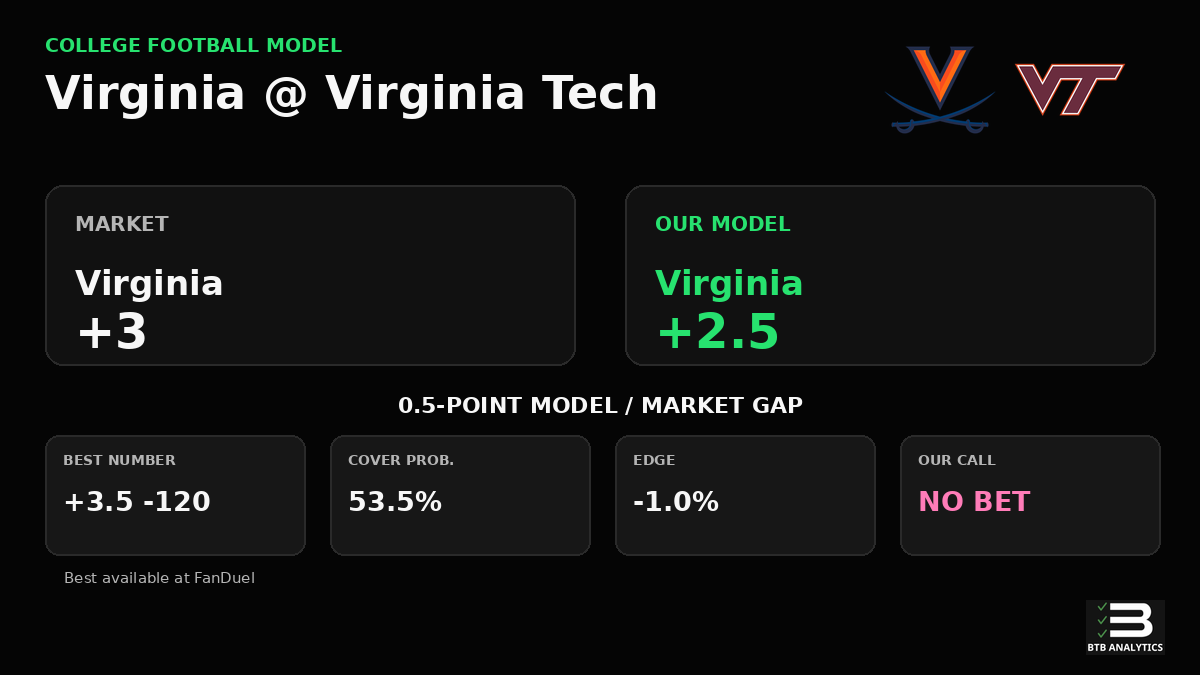 COLLEGE FOOTBALL MODEL
Virginia @ Virginia Tech
VT
MARKET
Virginia
+3
OUR MODEL
Virginia
+2.5
0.5-POINT MODEL / MARKET GAP
BEST NUMBER
+3.5 -120
COVER PROB.
53.5%
EDGE
-1.0%
OUR CALL
NO BET
Best available at FanDuel
B
BTB ANALYTICS